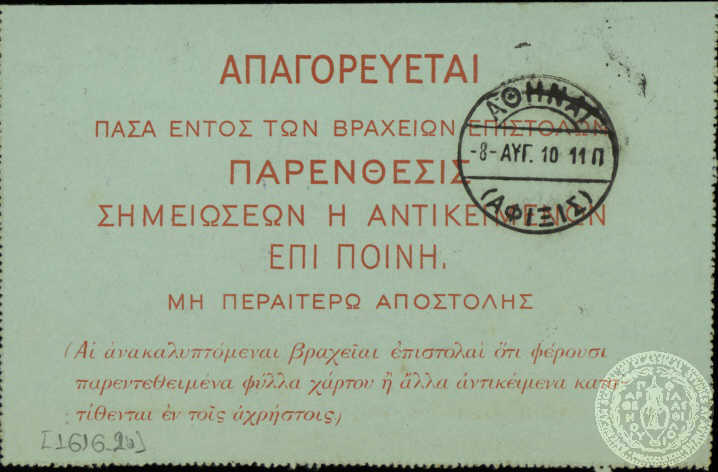 ΑΠΑΓΟΡΕΥΕΤΑΙ
ΠΑΣΑ ΕΝΤΟΣ ΤΩΝ ΒΡΑΧΕΙΩΝ ΕΠΙΣΤΟΛΩΝ
ΠΑΡΕΝΘΕΣΙΣ
ΣΗΜΕΙΩΣΕΩΝ Η ΑΝΤΙΚΕΙΜΕΝΩΝ
ΕΠΙ ΠΟΙΝΗ.
ΜΗ ΠΕΡΑΙΤΕΡΩ ΑΠΟΣΤΟΛΗΣ
(Αἱ ἀνακαλυπτόμεναι βραχεῖαι ἐπιστολαὶ ὅτι φέρουσι
παρεντεθειμένα φύλλα χάρτου ἢ ἄλλα ἀντικείμενα κατα
τίθενται ἐν τοῖς ἀχρήστοις)
ΑΘΗΝΑΙ
-8- ΑΥΓ. 10 11 Π
(ΑΦΙΞΙΣ)
[1616.2υ]